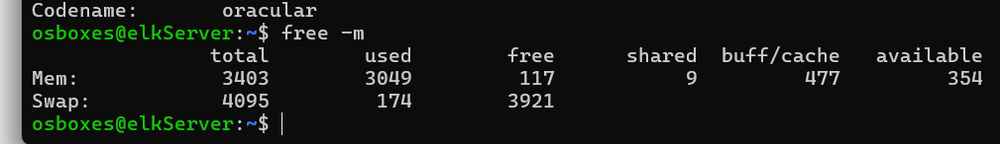 Codename:       oracular
osboxes@elkServer:~$ free -m
               total        used        free      shared  buff/cache   available
Mem:            3403        3049         117           9         477         354
Swap:           4095         174        3921
osboxes@elkServer:~$